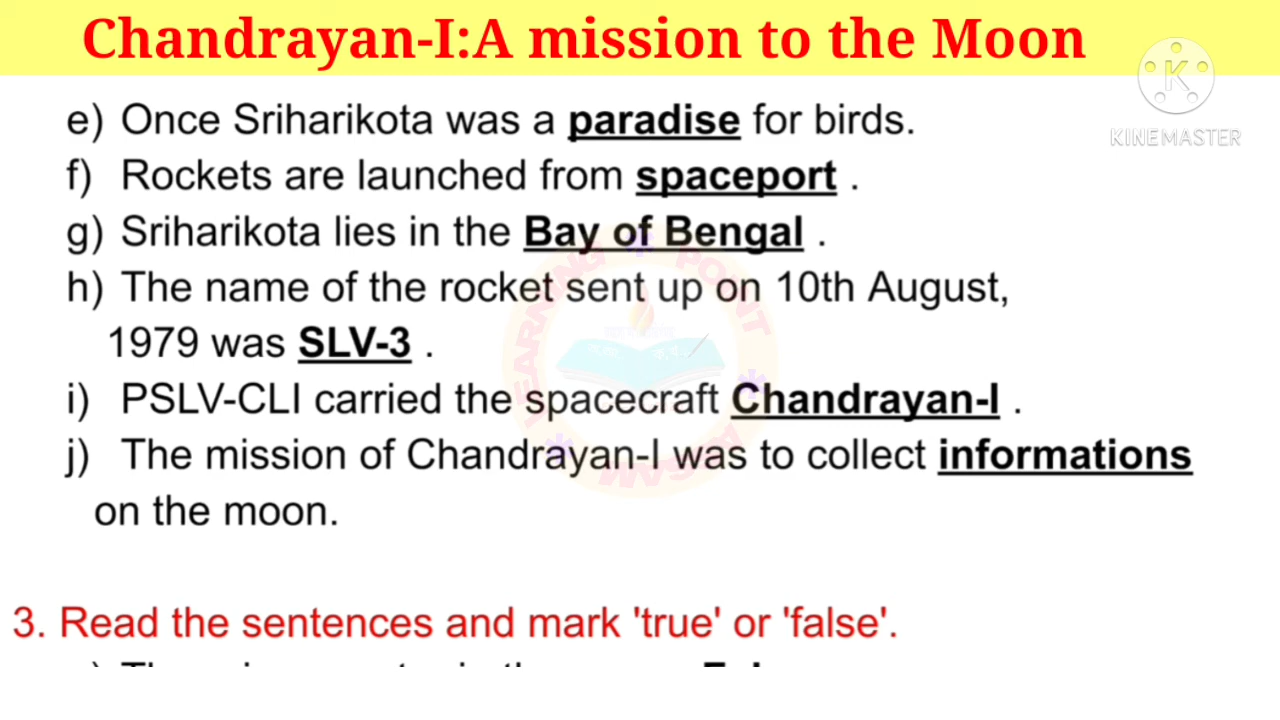 Chandrayan-I:A mission to the Moon
KINEMASTER
e) Once Sriharikota was a paradise for birds.
f) Rockets are launched from spaceport .
g) Sriharikota lies in the Bay of Bengal .
h) The name of the rocket sent up on 10th August,
1979 was SLV-3 .
i) PSLV-CLI carried the spacecraft Chandrayan-I .
j) The mission of Chandrayan-I was to collect informations
on the moon.
LEARNING POINT
ASSAM
3. Read the sentences and mark 'true' or 'false'.